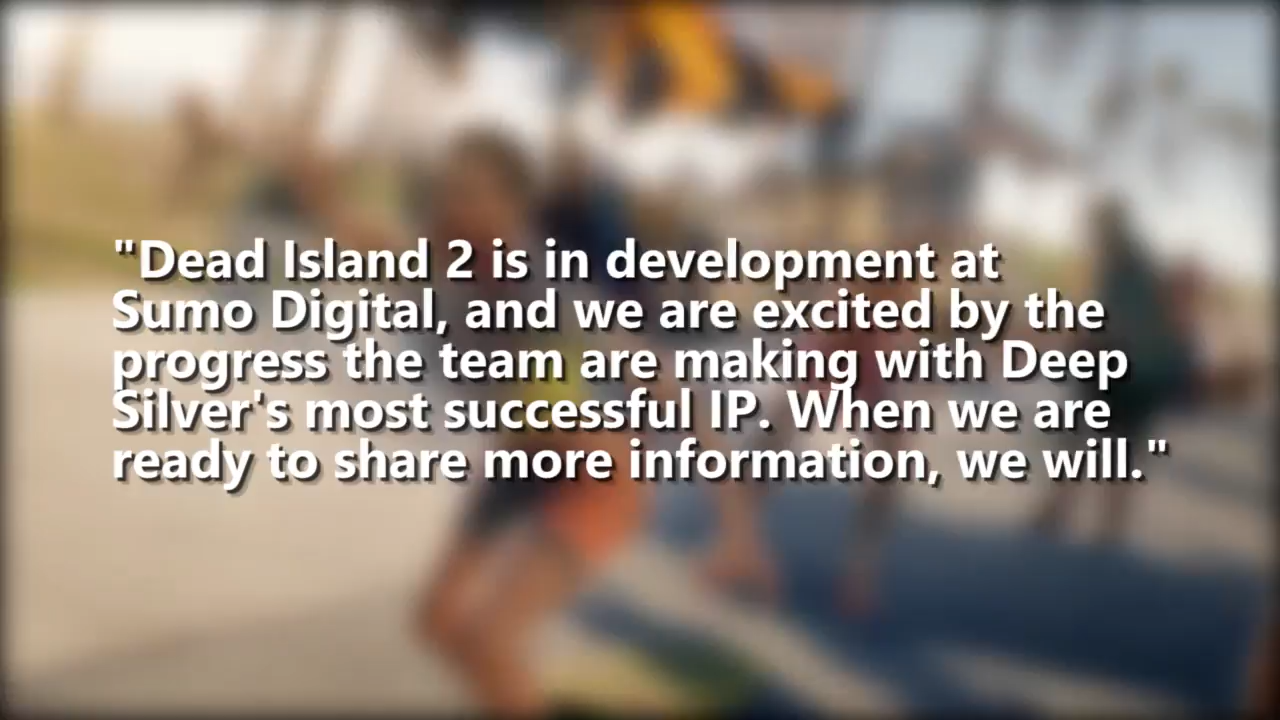 "Dead Island 2 is in development at
Sumo Digital, and we are excited by the
progress the team are making with Deep
Silver's most successful IP. When we are
ready to share more information, we will."